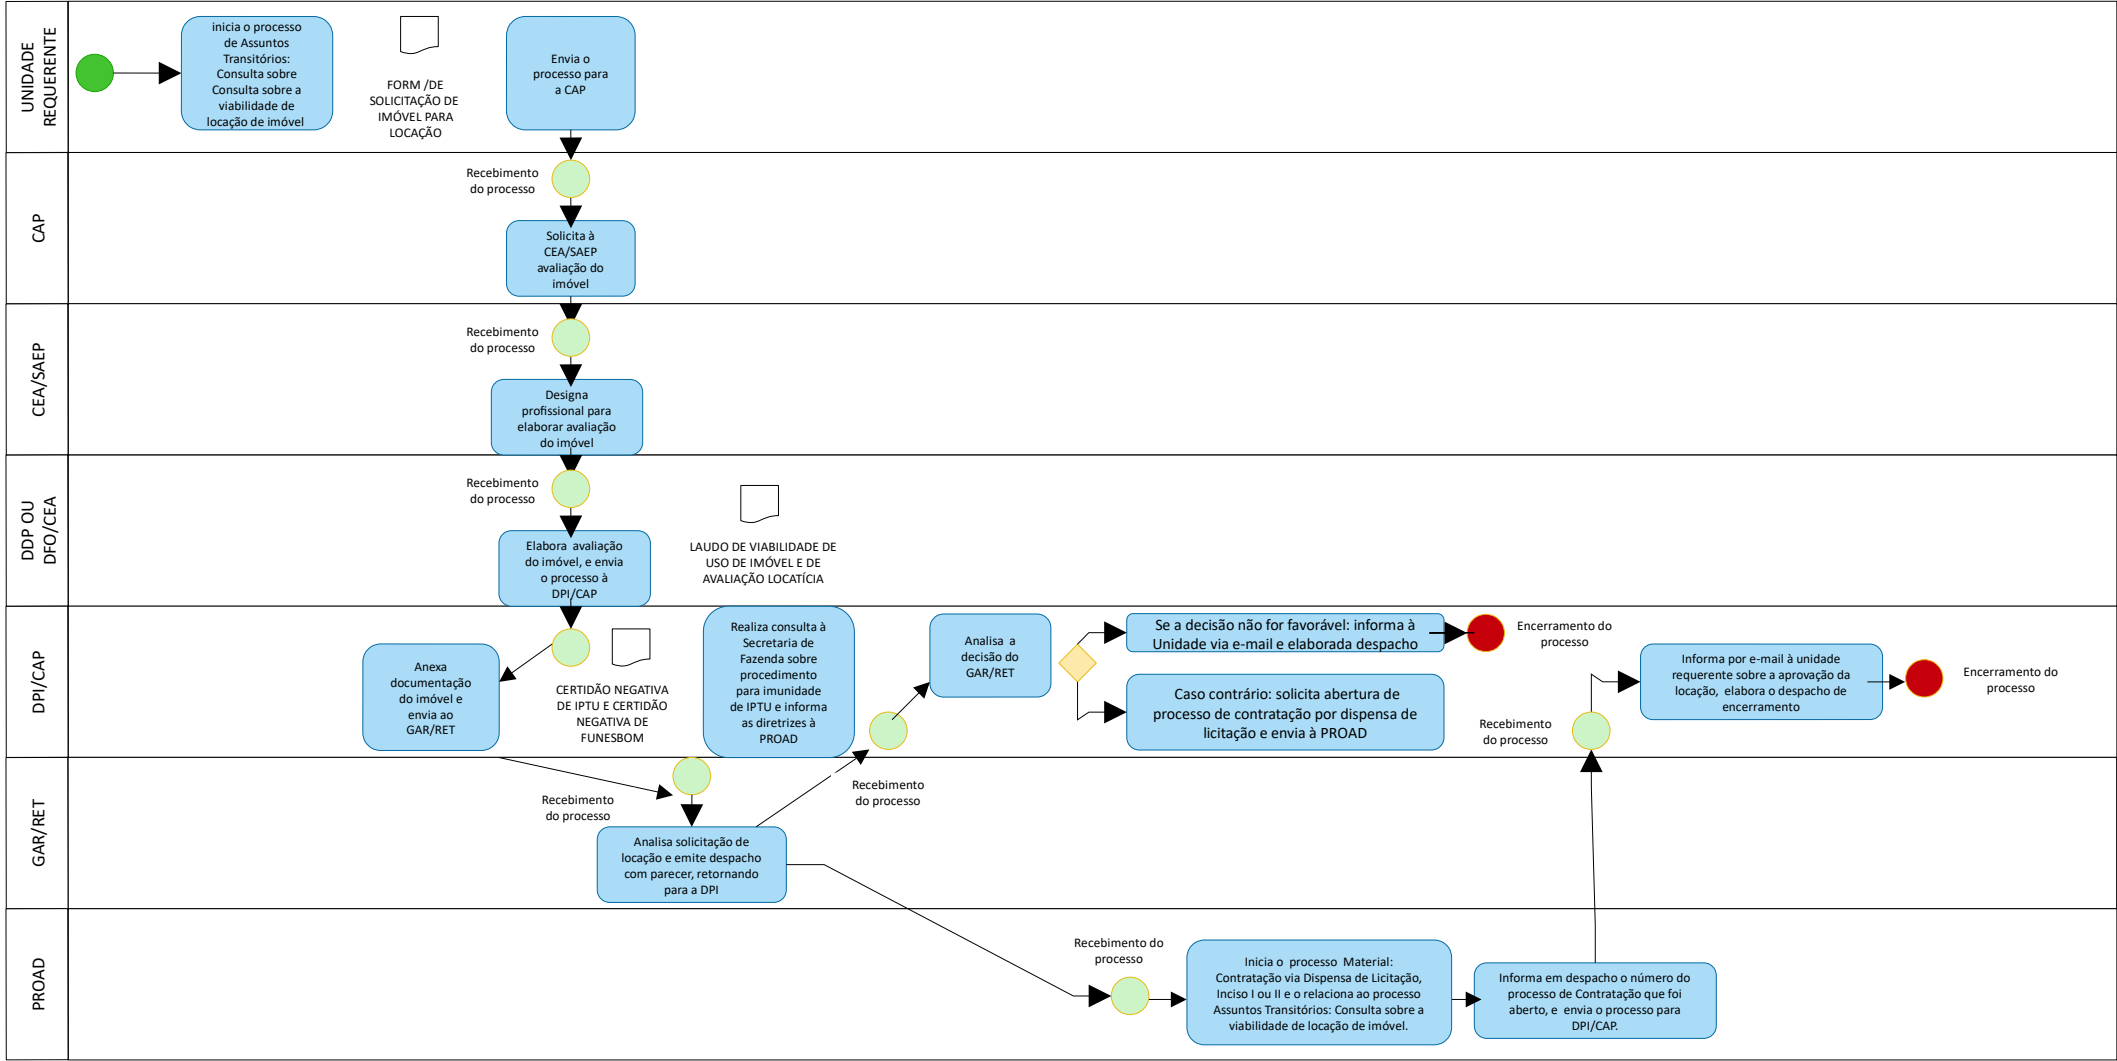 UNIDADE
REQUERENTE
inicia o processo
de Assuntos
Transitórios:
Consulta sobre
Consulta sobre a
viabilidade de
locação de imóvel
FORM /DE
SOLICITAÇÃO DE
IMÓVEL PARA
LOCAÇÃO
Envia o
processo para
a CAP
CAP
Recebimento
do processo
Solicita à
CEA/SAEP
avaliação do
imóvel
CEA/SAEP
Recebimento
do processo
Designa
profissional para
elaborar avaliação
do imóvel
DDP OU
DFO/CEA
Recebimento
do processo
Elabora avaliação
do imóvel, e envia
o processo à
DPI/CAP
LAUDO DE VIABILIDADE DE
USO DE IMÓVEL E DE
AVALIAÇÃO LOCATÍCIA
DPI/CAP
Anexa
documentação
do imóvel e
envia ao
GAR/RET
CERTIDÃO NEGATIVA
DE IPTU E CERTIDÃO
NEGATIVA DE
FUNESBOM
Realiza consulta à
Secretaria de
Fazenda sobre
procedimento
para imunidade
de IPTU e informa
as diretrizes à
PROAD
Analisa a
decisão do
GAR/RET
Se a decisão não for favorável: informa à
Unidade via e-mail e elaborada despacho
Encerramento do
processo
Caso contrário: solicita abertura de
processo de contratação por dispensa de
licitação e envia à PROAD
Recebimento
do processo
Informa por e-mail à unidade
requerente sobre a aprovação da
locação, elabora o despacho de
encerramento
Encerramento do
processo
GAR/RET
Recebimento
do processo
Recebimento
do processo
Analisa solicitação de
locação e emite despacho
com parecer, retornando
para a DPI
PROAD
Recebimento do
processo
Inicia o processo Material:
Contratação via Dispensa de Licitação,
Inciso I ou II e o relaciona ao processo
Assuntos Transitórios: Consulta sobre a
viabilidade de locação de imóvel.
Informa em despacho o número do
processo de Contratação que foi
aberto, e envia o processo para
DPI/CAP.